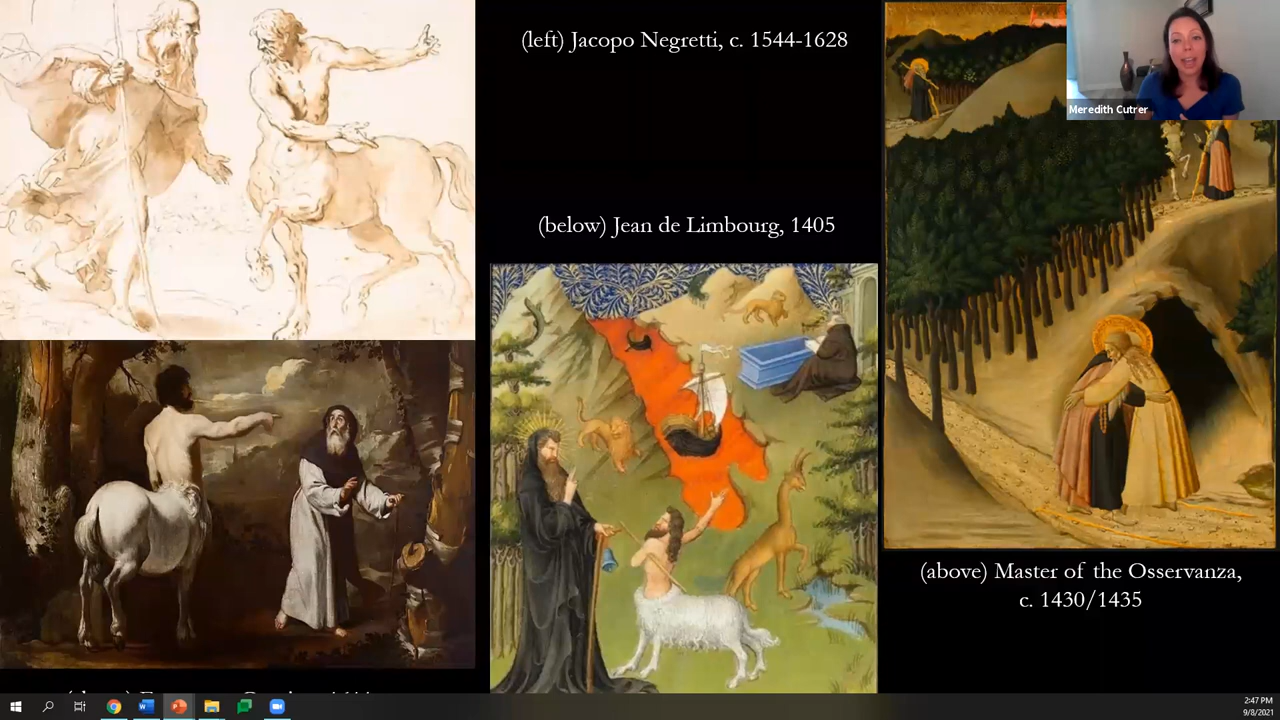 (left) Jacopo Negretti, c. 1544-1628
Meredith Cutrer
(below) Jean de Limbourg, 1405
(above) Master of the Osservanza,
c. 1430/1435
2:47 PM
9/8/2021